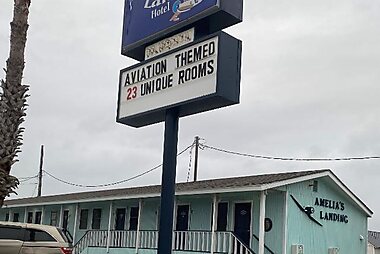 Hotel
AVIATION THEMED
23 UNIQUE ROOMS
AMELIA'S
LANDING